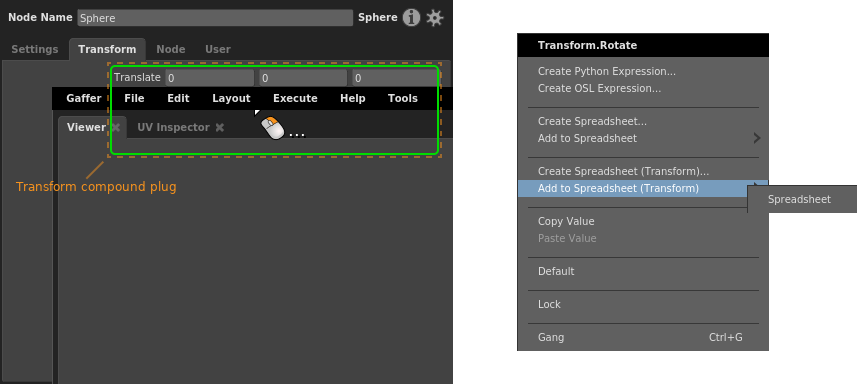 Node Name Sphere Sphere
Settings Transform Node User
Translate 0 0 0
Gaffer File Edit Layout Execute Help Tools
Viewer UV Inspector
...
Transform compound plug
Transform.Rotate
Create Python Expression...
Create OSL Expression...
Create Spreadsheet...
Add to Spreadsheet
Create Spreadsheet (Transform)...
Add to Spreadsheet (Transform)
Spreadsheet
Copy Value
Paste Value
Default
Lock
Gang Ctrl+G